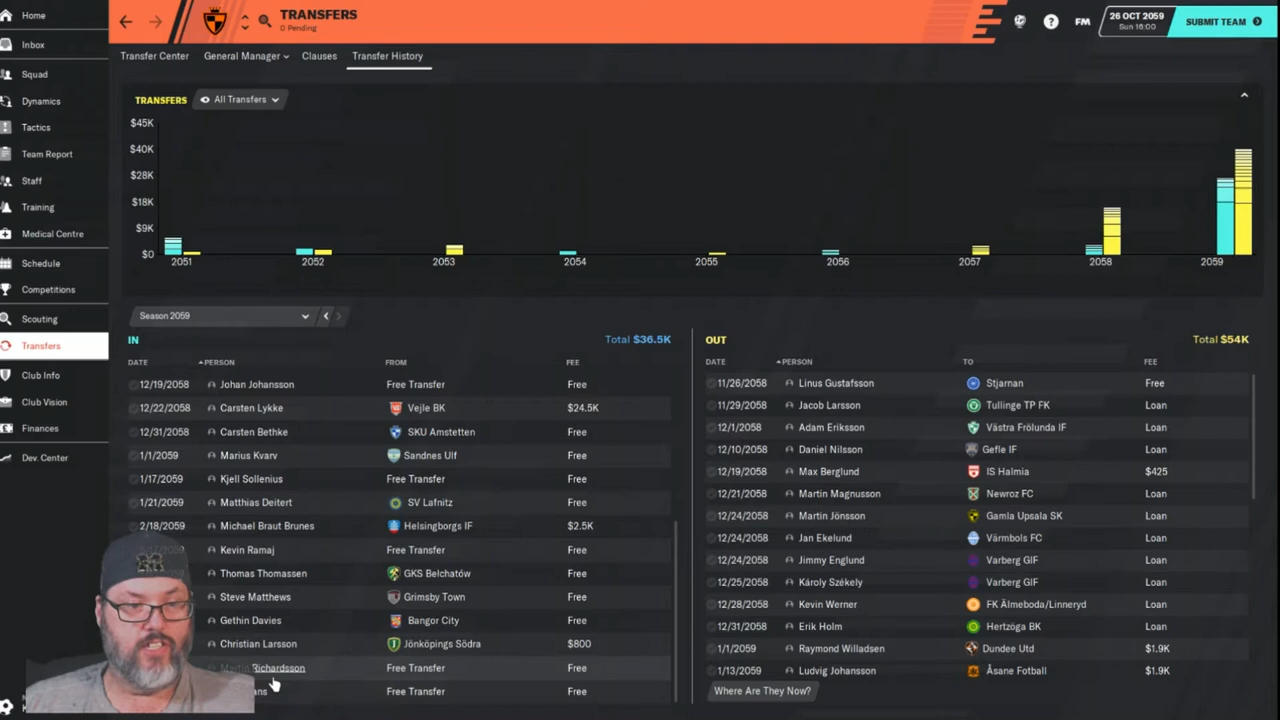 Home
Inbox
Squad
Dynamics
Tactics
Team Report
Staff
Training
Medical Centre
Schedule
Competitions
Scouting
Transfers
Club Info
Club Vision
Finances
Dev. Center
TRANSFERS
0 Pending
FM
26 OCT 2059
Sun 16:00
SUBMIT TEAM
Transfer Center
General Manager
Clauses
Transfer History
TRANSFERS
All Transfers
$45K
$40K
$28K
$18K
$9K
$0
2051 2052 2053 2054 2055 2056 2057 2058 2059
Season 2059
IN Total $36.5K
DATE PERSON FROM FEE
12/19/2058 Johan Johansson Free Transfer Free
12/22/2058 Carsten Lykke Vejle BK $24.5K
12/31/2058 Carsten Bethke SKU Amstetten Free
1/1/2059 Marius Kvarv Sandnes Ulf Free
1/17/2059 Kjell Sollenius Free Transfer Free
1/21/2059 Matthias Deitert SV Lafnitz Free
2/18/2059 Michael Braut Brunes Helsingborgs IF $2.5K
Kevin Ramaj Free Transfer Free
Thomas Thomassen GKS Belchatów Free
Steve Matthews Grimsby Town Free
Gethin Davies Bangor City Free
Christian Larsson Jönköpings Södra $800
Martin Richardsson Free Transfer Free
Free Transfer Free
OUT Total $54K
DATE PERSON TO FEE
11/26/2058 Linus Gustafsson Stjarnan Free
11/29/2058 Jacob Larsson Tullinge TP FK Loan
12/1/2058 Adam Eriksson Västra Frölunda IF Loan
12/10/2058 Daniel Nilsson Gefle IF Loan
12/19/2058 Max Berglund IS Halmia $425
12/21/2058 Martin Magnusson Newroz FC Loan
12/24/2058 Martin Jönsson Gamla Upsala SK Loan
12/24/2058 Jan Ekelund Värmbols FC Loan
12/24/2058 Jimmy Englund Varberg GIF Loan
12/25/2058 Károly Székely Varberg GIF Loan
12/28/2058 Kevin Werner FK Älmeboda/Linneryd Loan
12/31/2058 Erik Holm Hertzöga BK Loan
1/1/2059 Raymond Willadsen Dundee Utd $1.9K
1/13/2059 Ludvig Johansson Åsane Fotball $1.9K
Where Are They Now?